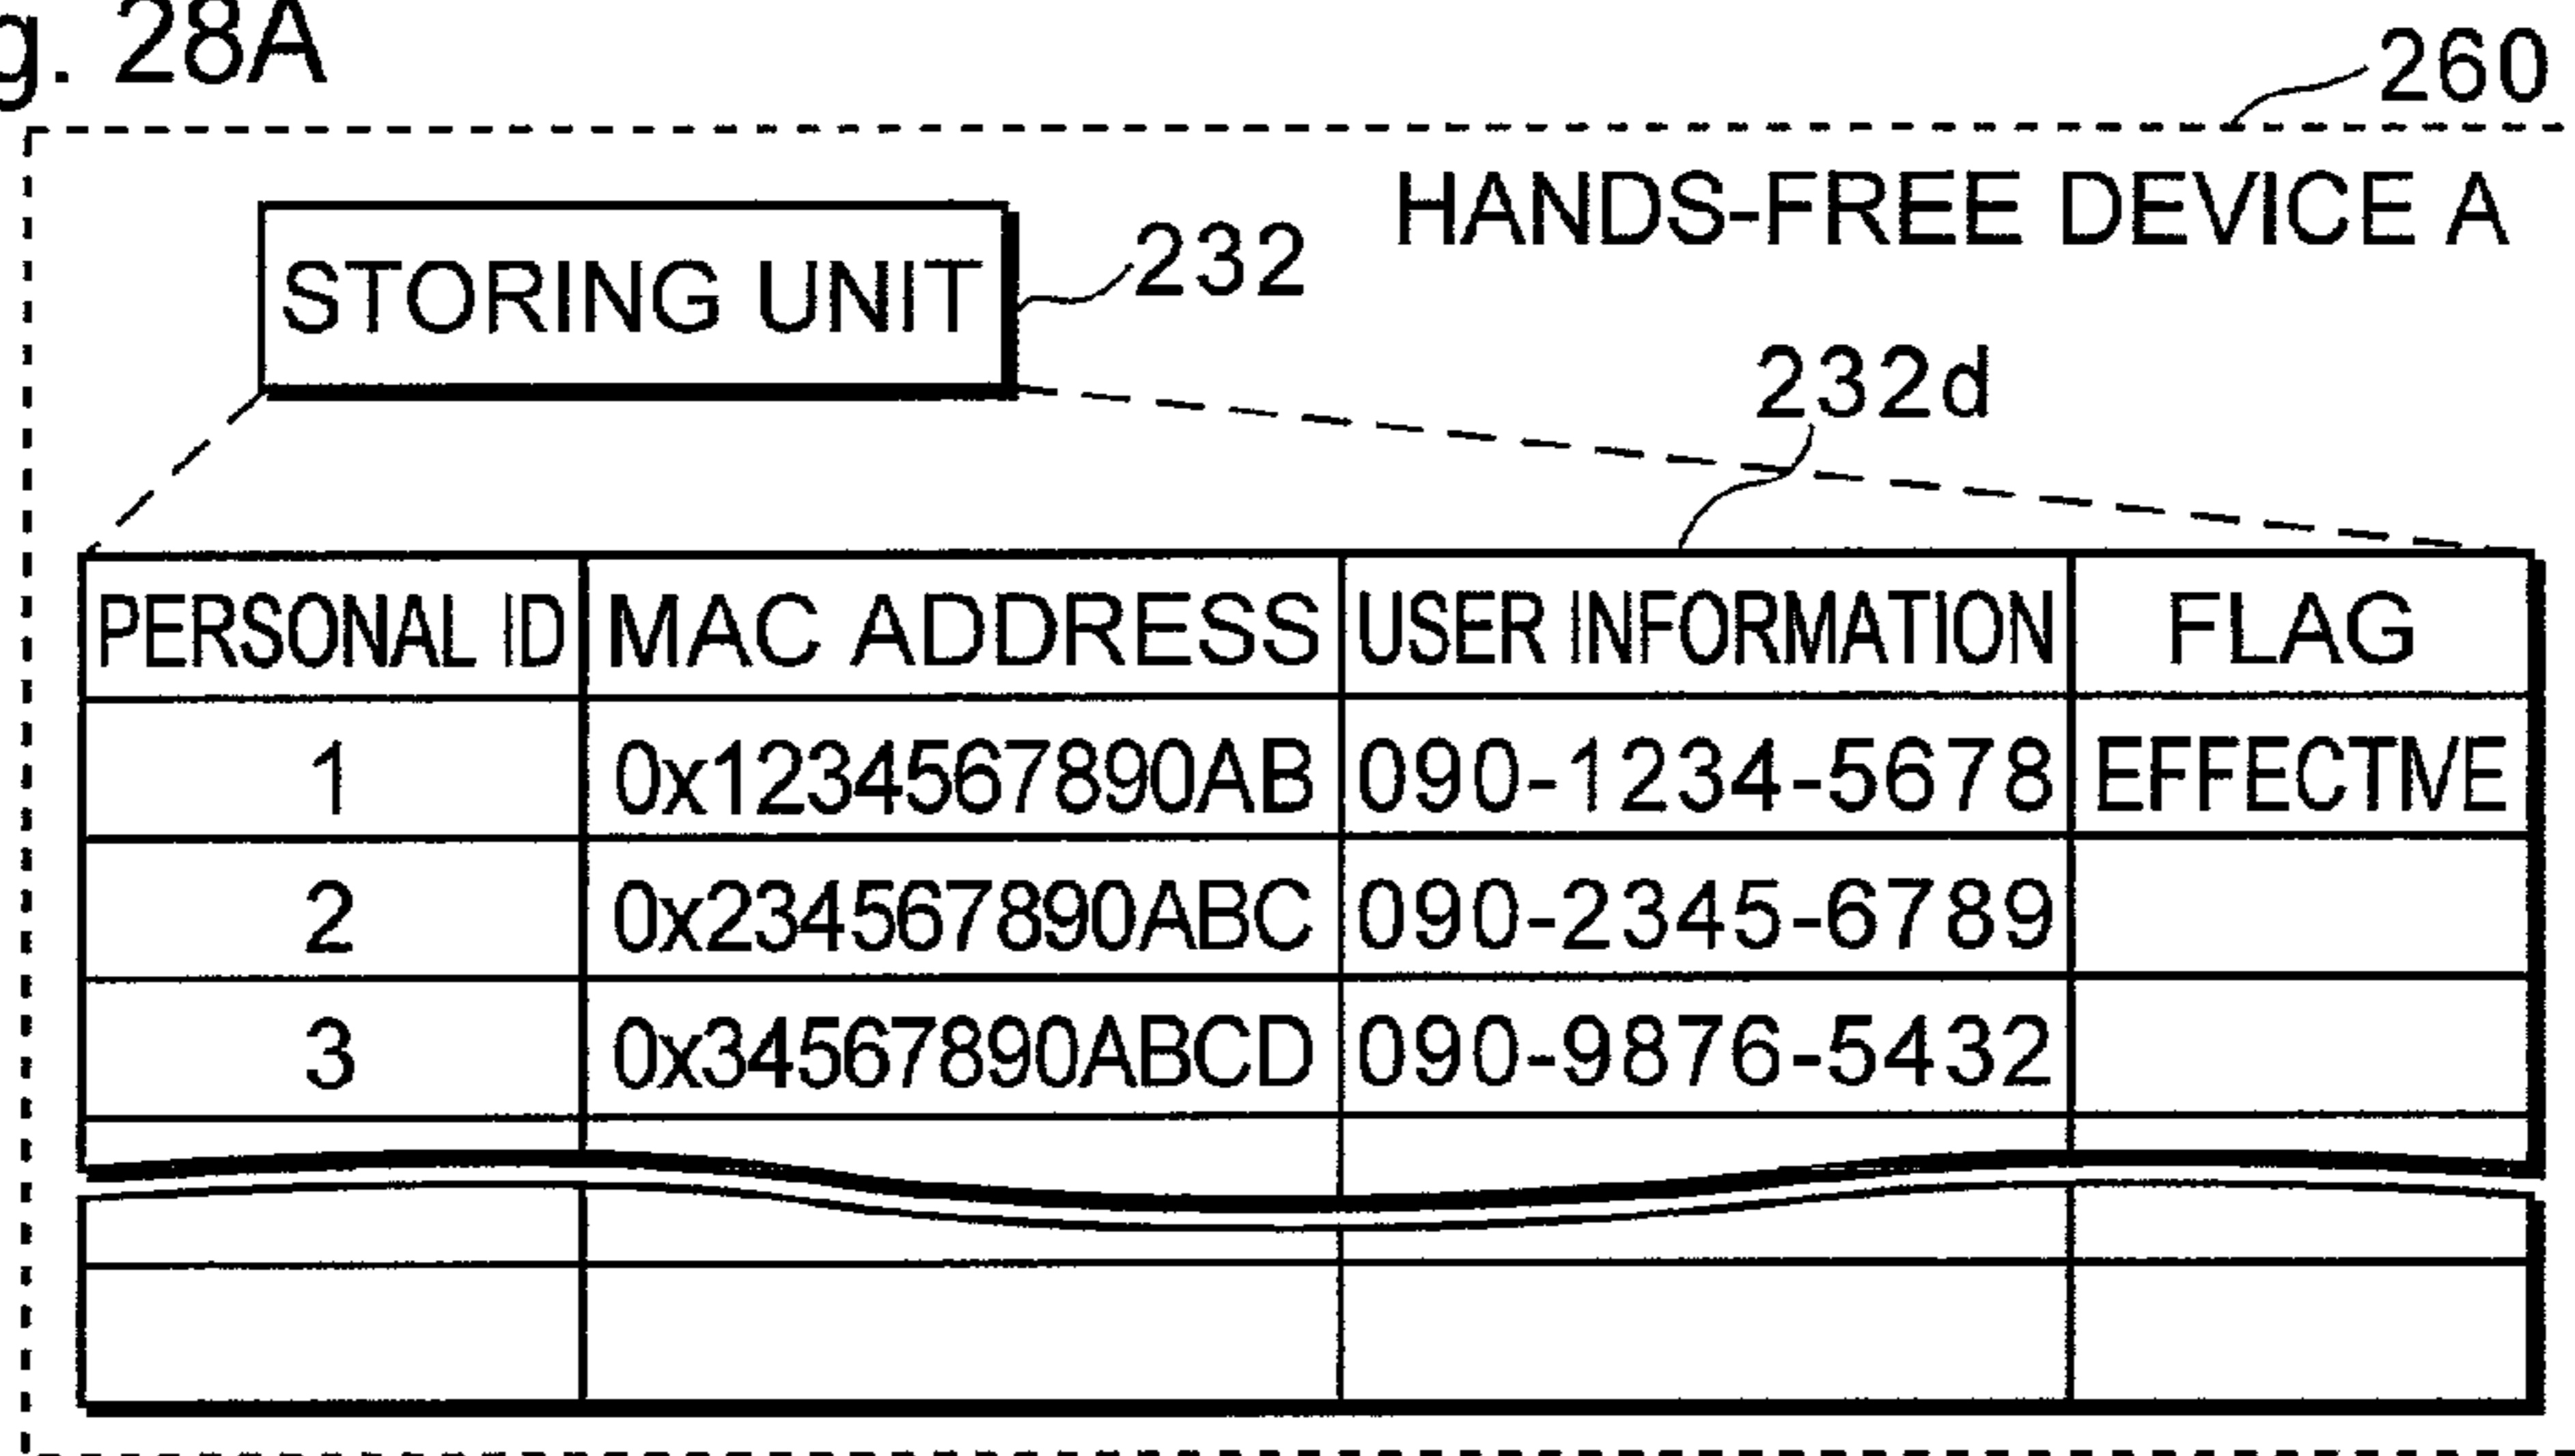 g. 28A
260
HANDS-FREE DEVICE A
STORING UNIT
232
232d
PERSONAL ID MAC ADDRESS USER INFORMATION FLAG
1 0x1234567890AB 090-1234-5678 EFFECTIVE
2 0x234567890ABC 090-2345-6789
3 0x34567890ABCD 090-9876-5432